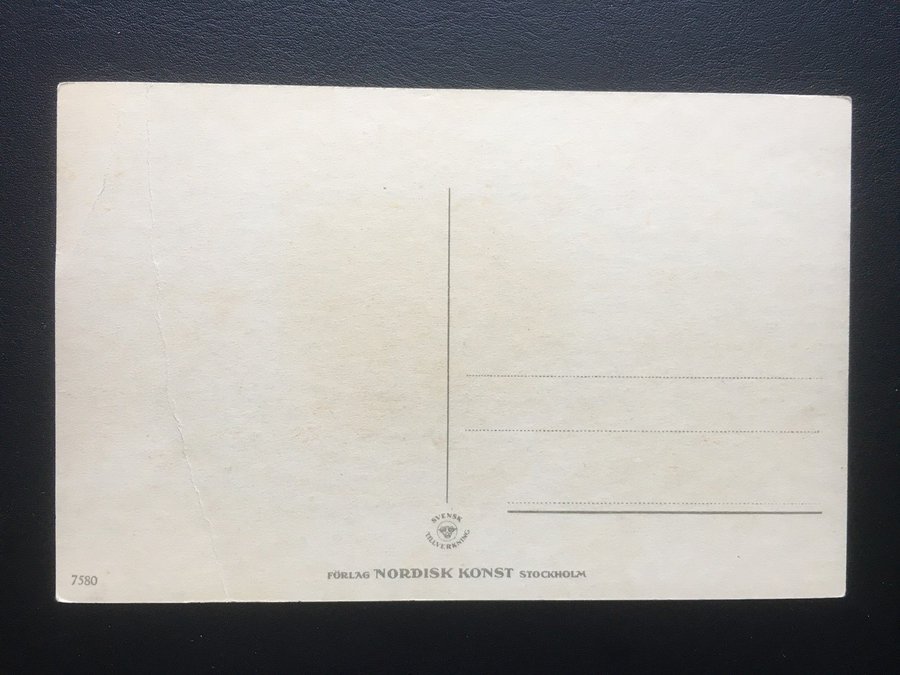 SVENSK
TILLVERKNING
FÖRLAG NORDISK KONST STOCKHOLM
7580